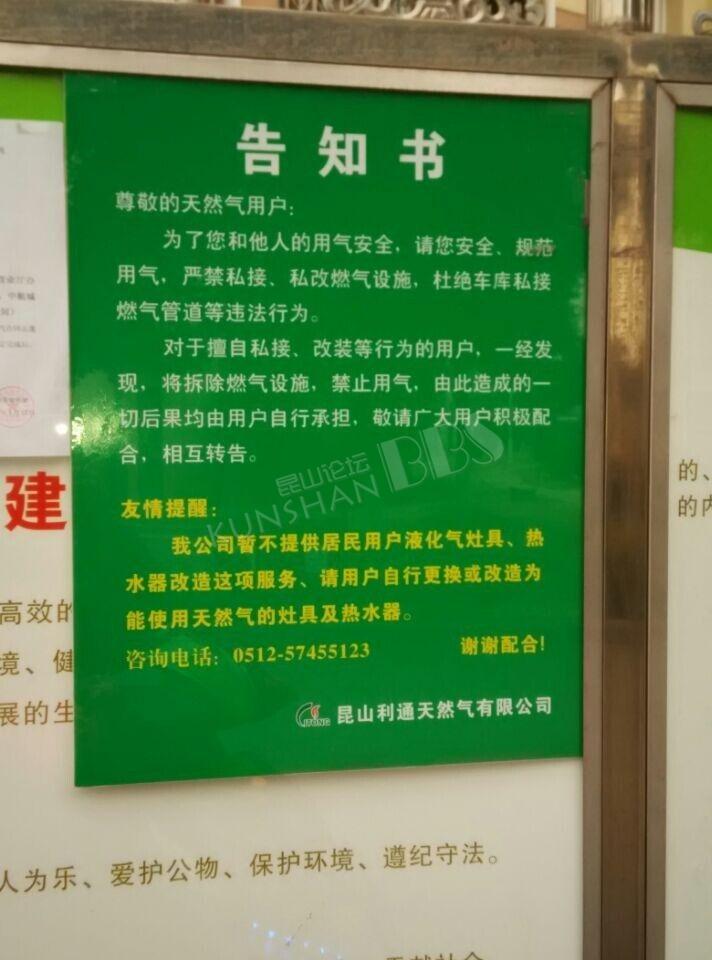 告知书
尊敬的天然气用户:
为了您和他人的用气安全，请您安全、规范
用气，严禁私接、私改燃气设施，杜绝车库私接
燃气管道等违法行为。
对于擅自私接、改装等行为的用户，一经发
现，将拆除燃气设施，禁止用气，由此造成的一
切后果均由用户自行承担，敬请广大用户积极配
合，相互转告。
昆山论坛
KUNSHAN BBS
友情提醒：
我公司暂不提供居民用户液化气灶具、热
水器改造这项服务、请用户自行更换或改造为
能使用天然气的灶具及热水器。
咨询电话：0512-57455123 谢谢配合!
昆山利通天然气有限公司
建
高效的
境、健
展的生
人为乐、爱护公物、保护环境、遵纪守法。
的、
的内